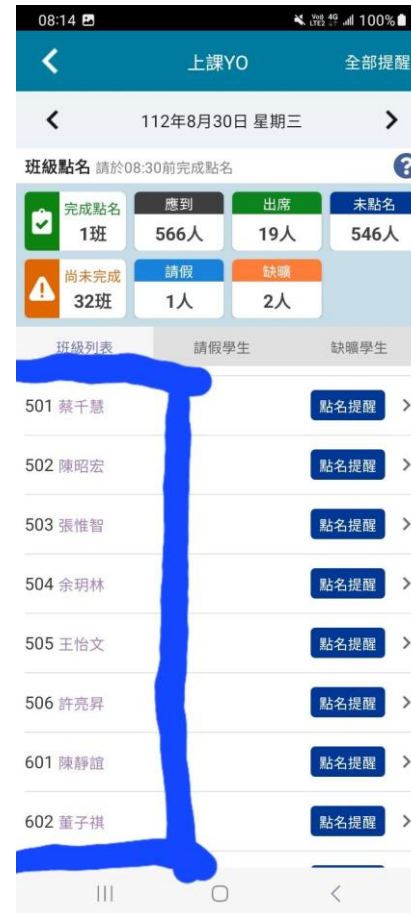 08:14 Vo)) 4G LTE2 100%
上課YO 全部提醒
112年8月30日 星期三
班級點名 請於08:30前完成點名 ?
完成點名 應到 出席 未點名
1班 566人 19人 546人
尚未完成 請假 缺曠
32班 1人 2人
班級列表 請假學生 缺曠學生
501 蔡千慧 點名提醒
502 陳昭宏 點名提醒
503 張惟智 點名提醒
504 余玥林 點名提醒
505 王怡文 點名提醒
506 許亮昇 點名提醒
601 陳靜誼 點名提醒
602 董子祺 點名提醒